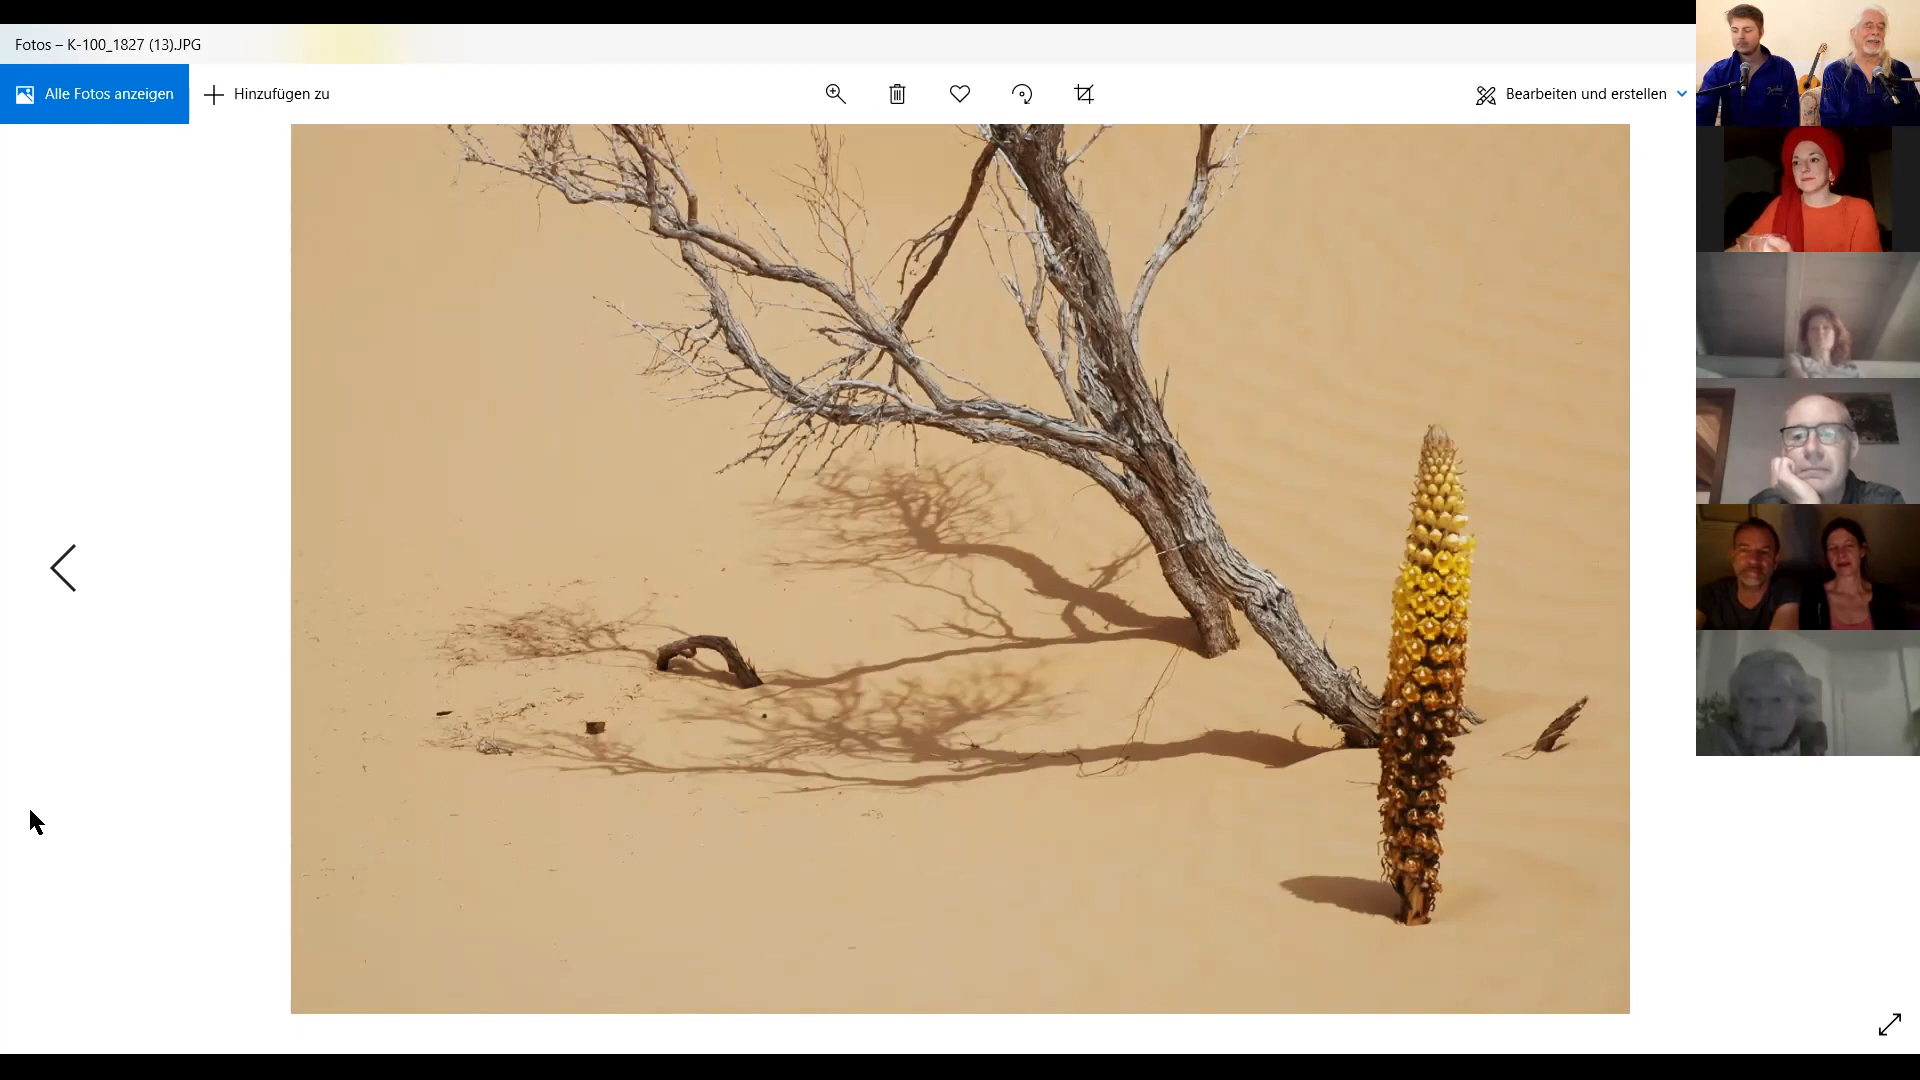 Fotos – K-100_1827 (13).JPG
Alle Fotos anzeigen
Hinzufügen zu
Bearbeiten und erstellen